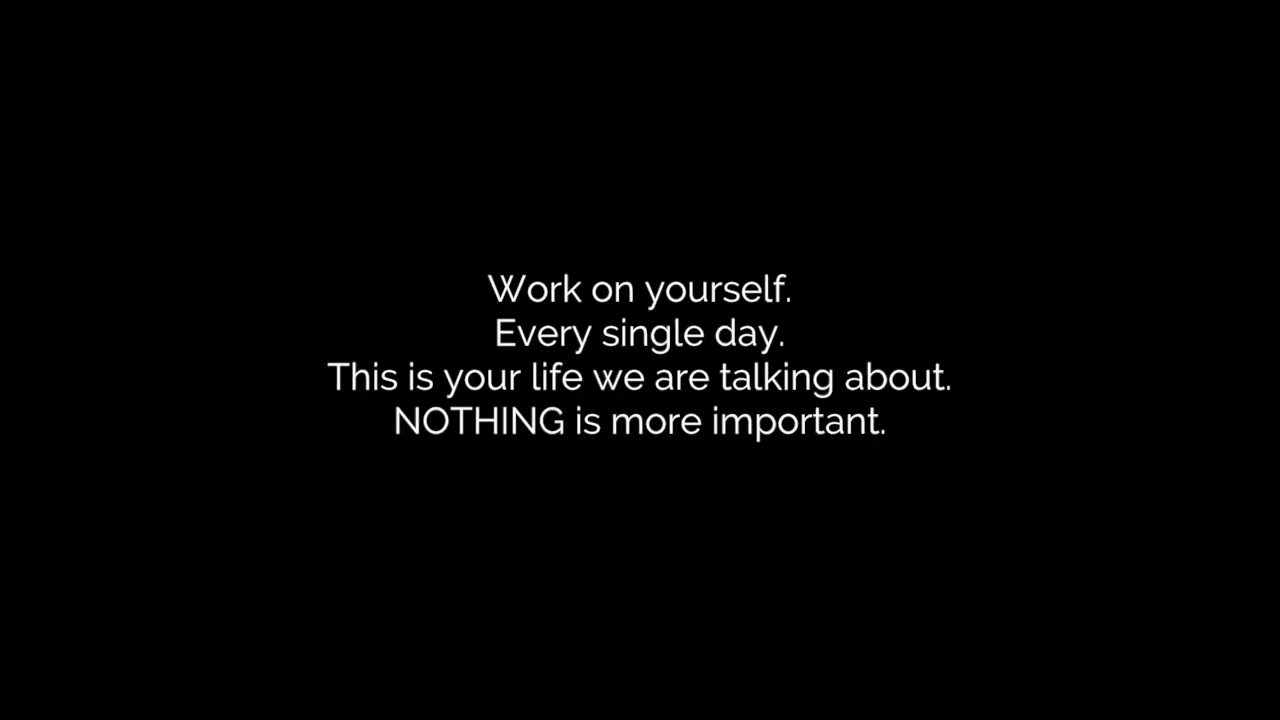 Work on yourself.
Every single day.
This is your life we are talking about.
NOTHING is more important.